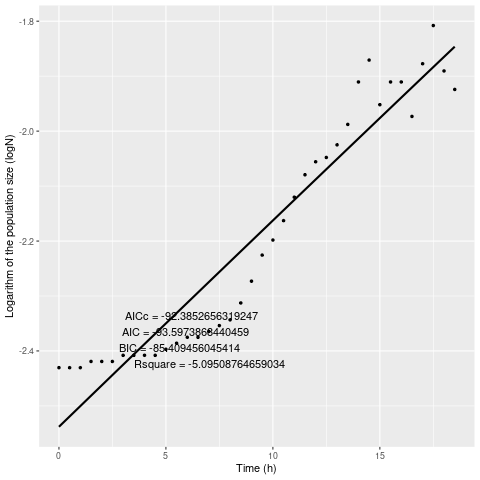 -1.8
-2.0
-2.2
-2.4
Logarithm of the population size (logN)
AICc = -92.3852656319247
AIC = -93.5973868440459
BIC = -85.409456045414
Rsquare = -5.09508764659034
0
5
10
15
Time (h)